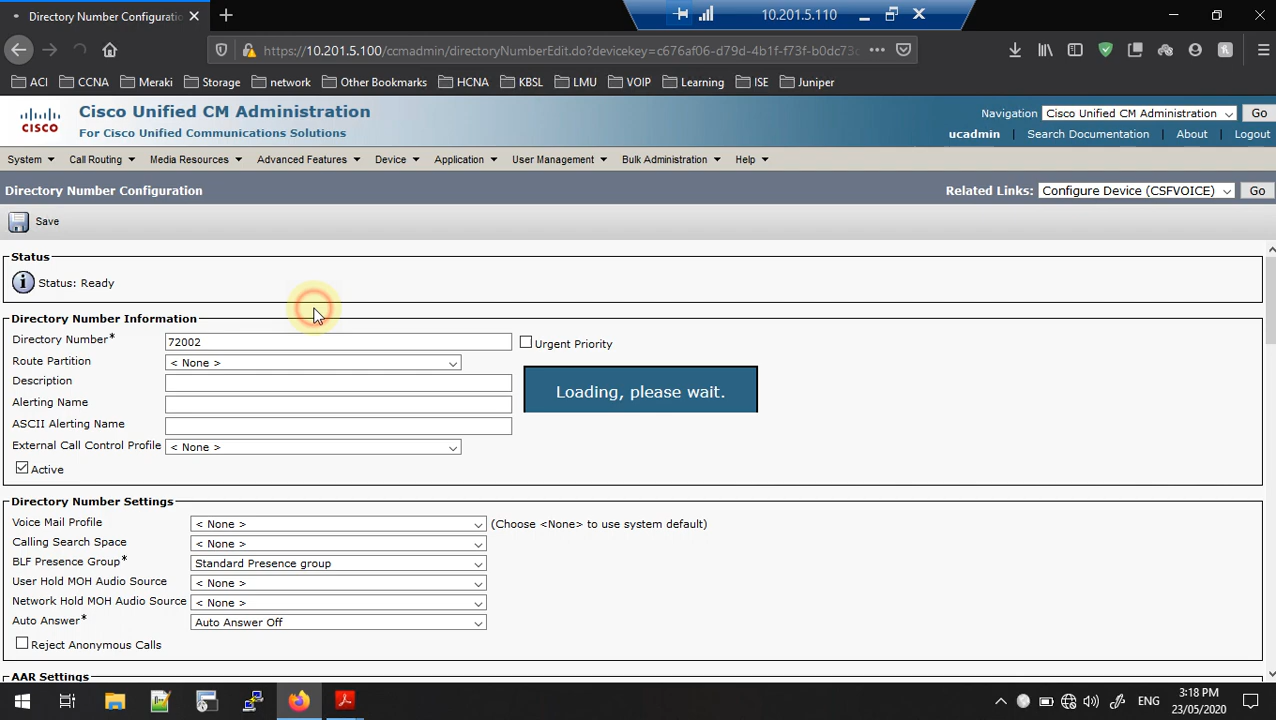 Directory Number Configuratio
10.201.5.110
https://10.201.5.100/ccmadmin/directoryNumberEdit.do?devicekey=c676af06-d79d-4b1f-f73f-b0dc73c
ACI CCNA Meraki Storage network Other Bookmarks HCNA KBSL LMU VOIP Learning ISE Juniper
Cisco Unified CM Administration
For Cisco Unified Communications Solutions
CISCO
Navigation Cisco Unified CM Administration Go
ucadmin | Search Documentation | About | Logout
System Call Routing Media Resources Advanced Features Device Application User Management Bulk Administration Help
Directory Number Configuration
Related Links: Configure Device (CSFVOICE) Go
Save
Status
Status: Ready
Directory Number Information
Directory Number* 72002 Urgent Priority
Route Partition < None >
Description
Loading, please wait.
Alerting Name
ASCII Alerting Name
External Call Control Profile < None >
Active
Directory Number Settings
Voice Mail Profile < None > (Choose <None> to use system default)
Calling Search Space < None >
BLF Presence Group* Standard Presence group
User Hold MOH Audio Source < None >
Network Hold MOH Audio Source < None >
Auto Answer* Auto Answer Off
Reject Anonymous Calls
AAR Settings
ENG
3:18 PM
23/05/2020